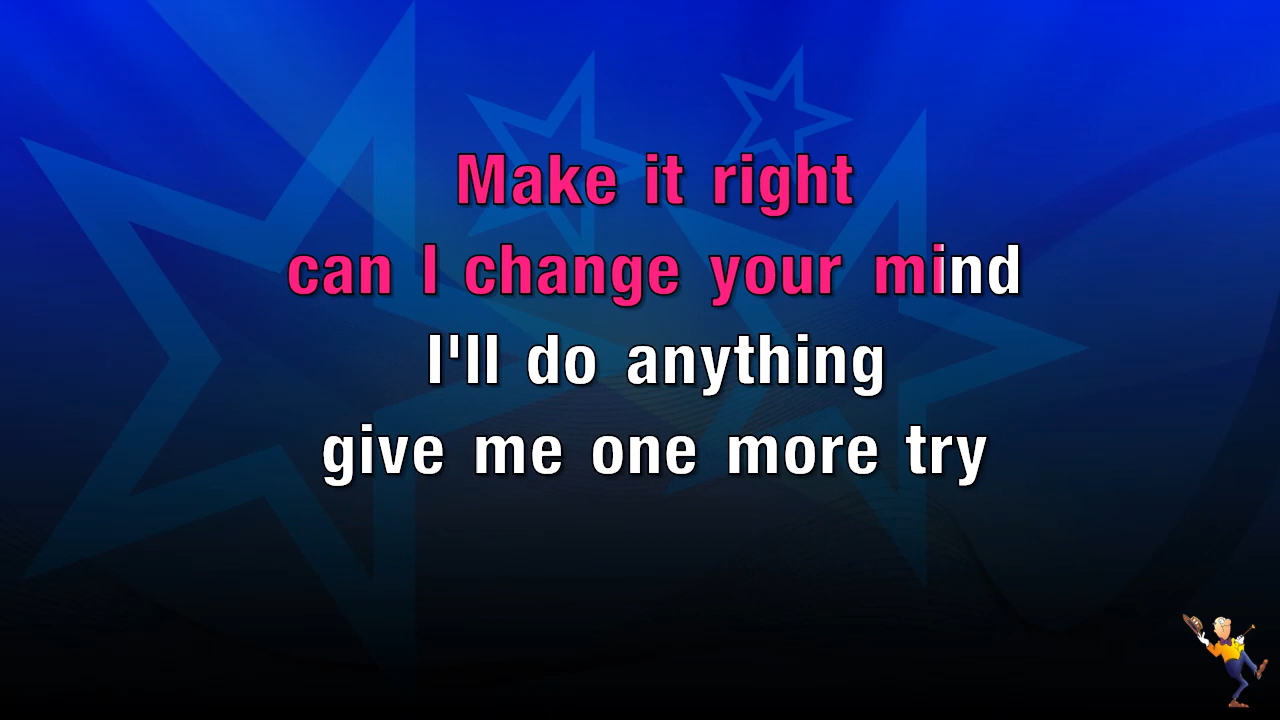 Make it right
can I change your mind
I'll do anything
give me one more try